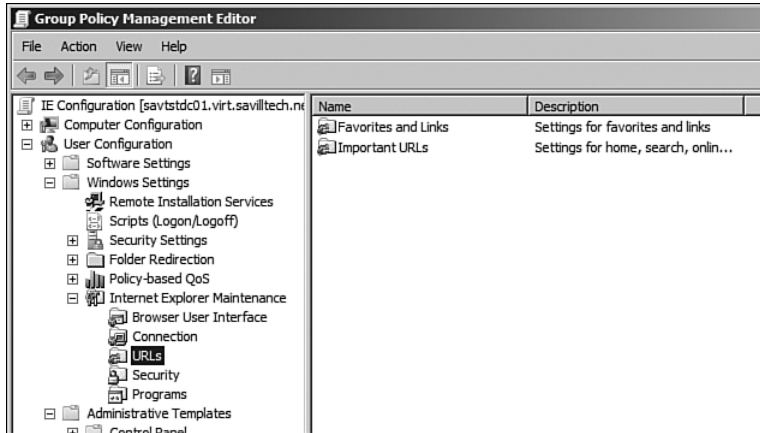 Group Policy Management Editor
File Action View Help
IE Configuration [savtstdc01.virt.savilltech.ne
Computer Configuration
User Configuration
Software Settings
Windows Settings
Remote Installation Services
Scripts (Logon/Logoff)
Security Settings
Folder Redirection
Policy-based QoS
Internet Explorer Maintenance
Browser User Interface
Connection
URLs
Security
Programs
Administrative Templates
Control Panel
Name Description
Favorites and Links Settings for favorites and links
Important URLs Settings for home, search, onlin...